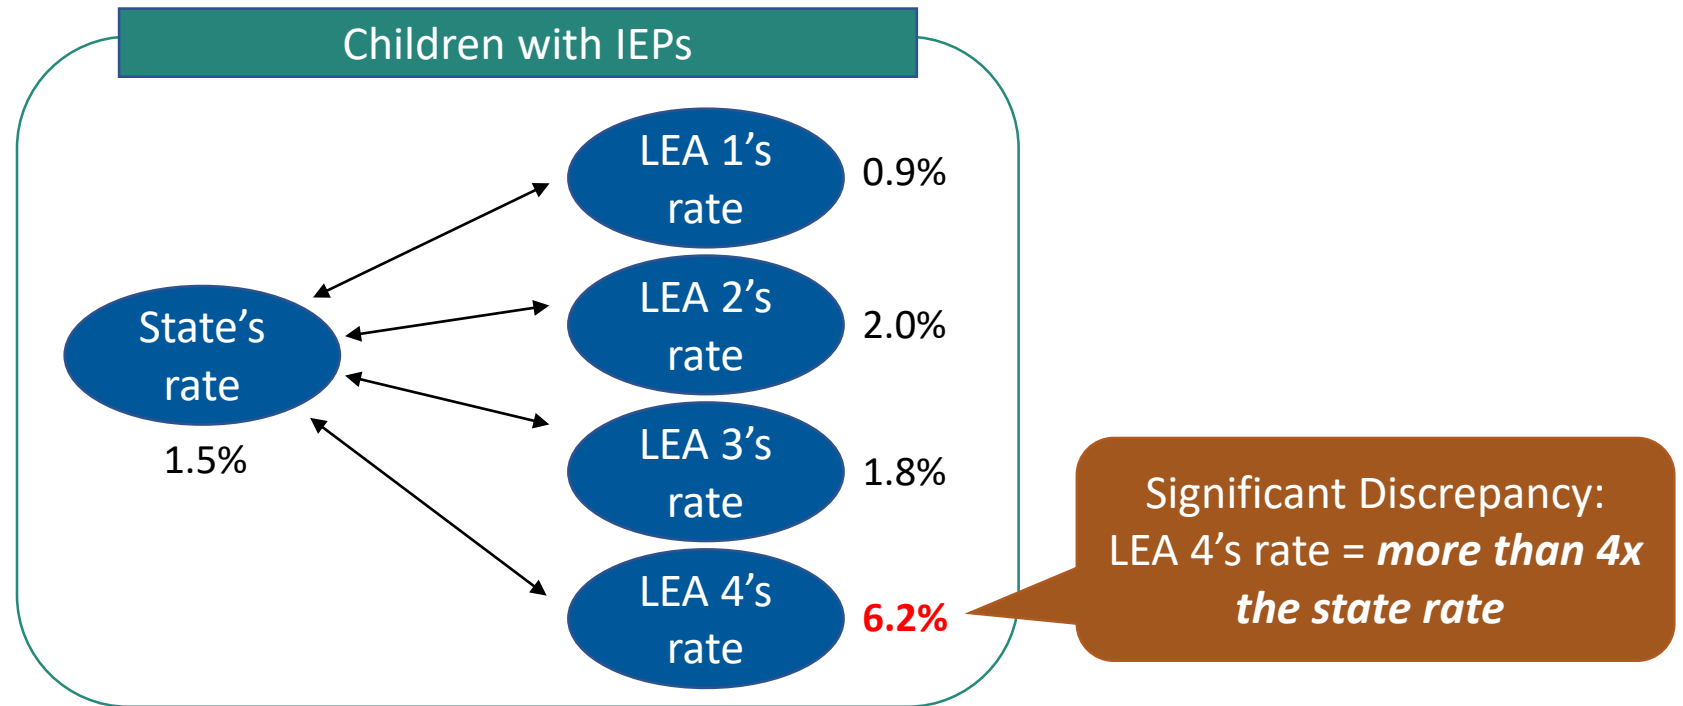 Children with IEPs
State’s
rate
1.5%
LEA 1’s
rate
0.9%
LEA 2’s
rate
2.0%
LEA 3’s
rate
1.8%
LEA 4’s
rate
6.2%
Significant Discrepancy:
LEA 4’s rate = more than 4x
the state rate